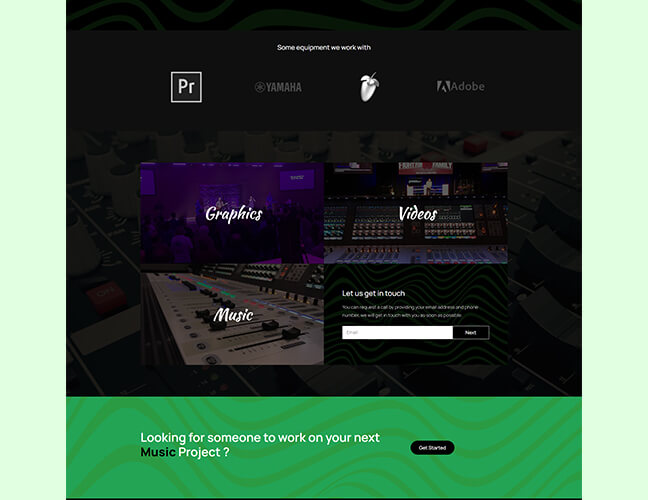 Some equipment we work with
Pr
YAMAHA
Adobe
Graphics
Videos
Music
Let us get in touch
You can request a call by providing your email address and phone
number, we will get in touch with you as soon as possible
Email
Next
Looking for someone to work on your next
Music Project ?
Get Started